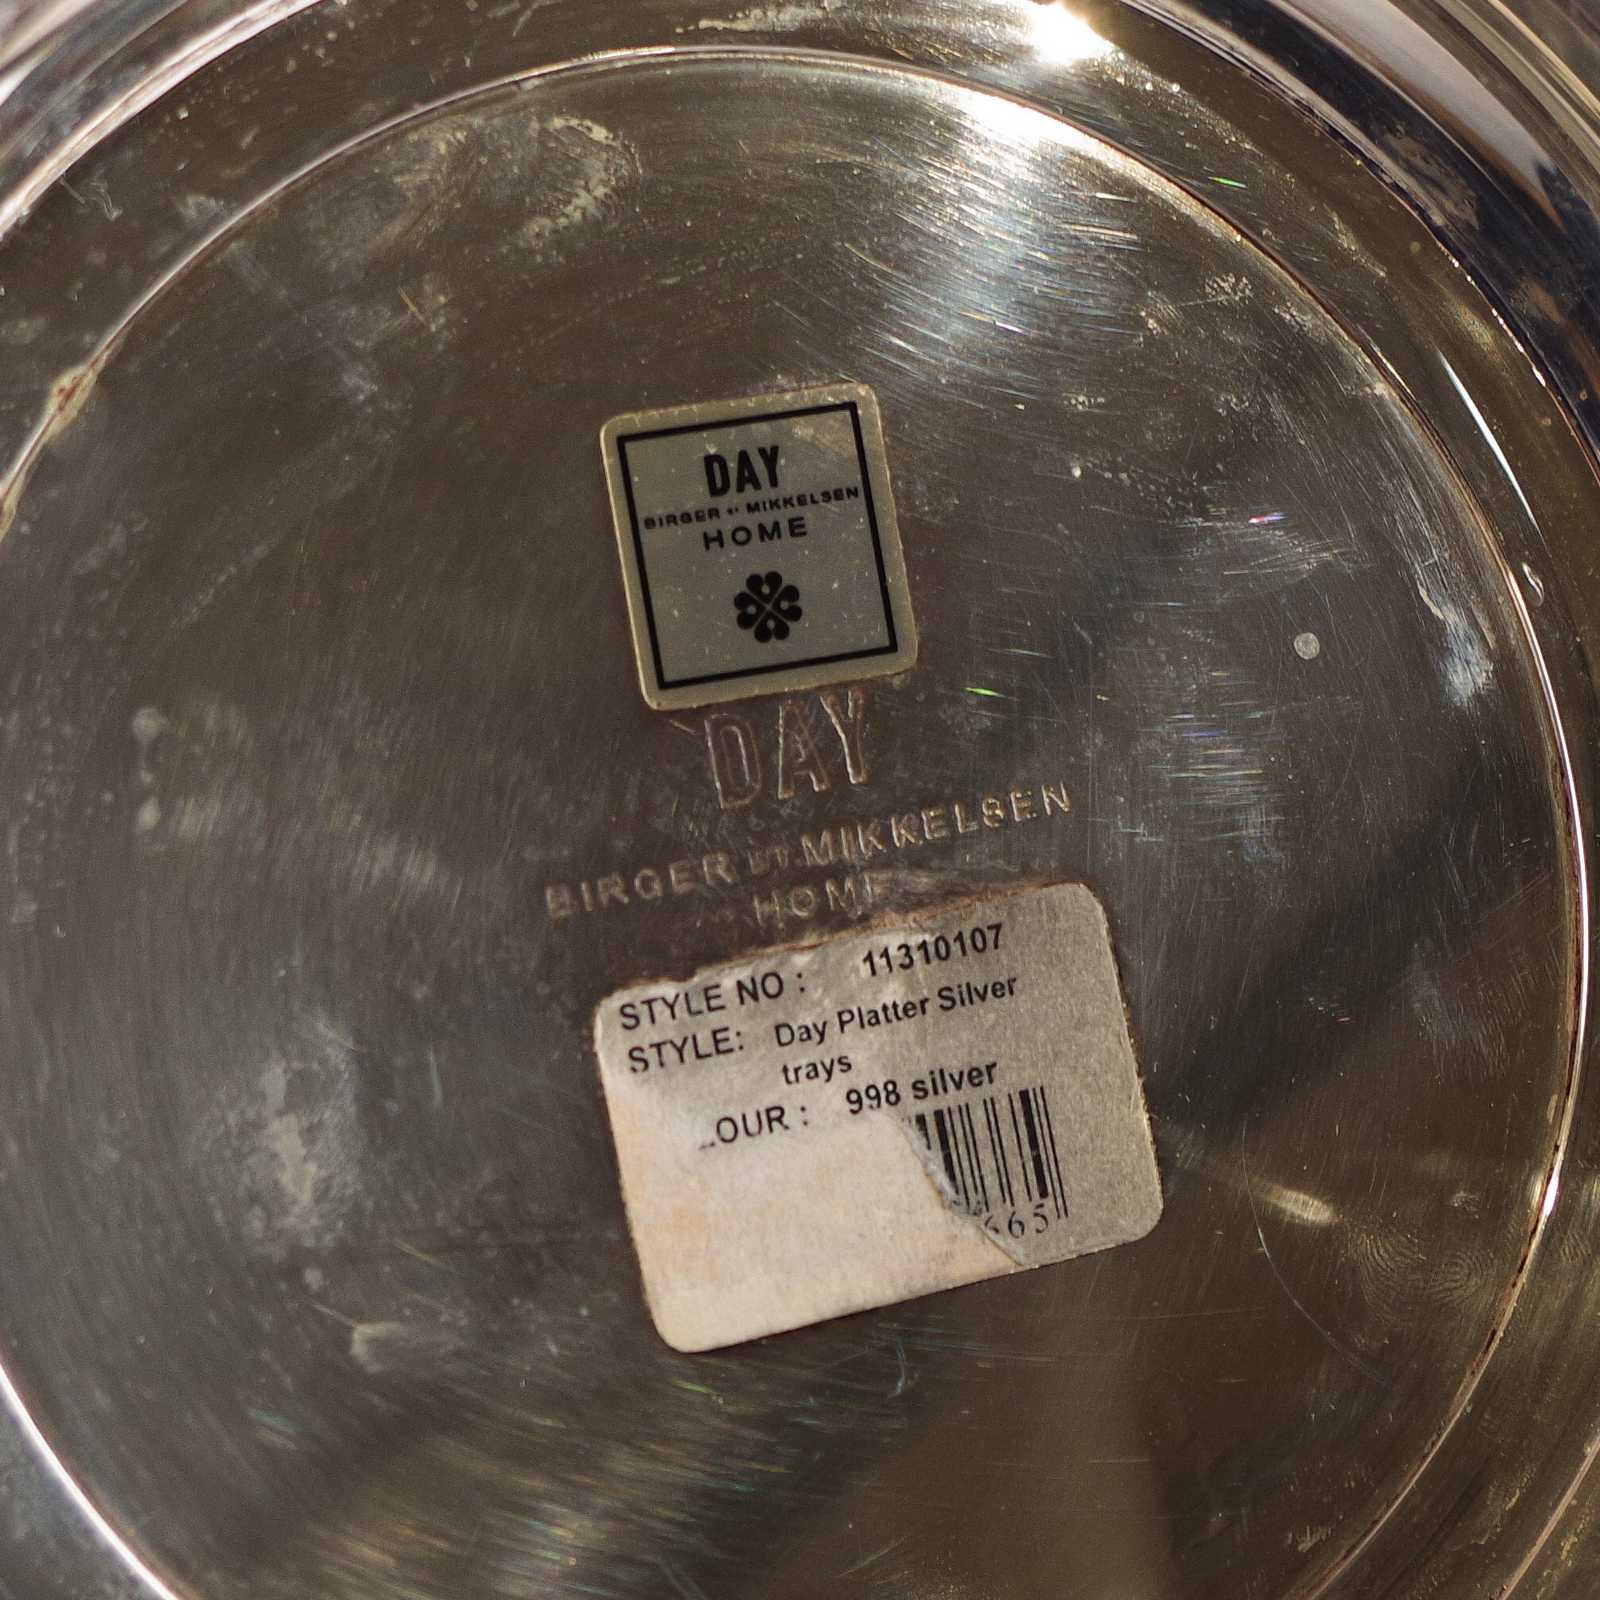 DAY
BIRGER et MIKKELSEN
HOME
DAY
BIRGER ET MIKKELSEN
HOME
STYLE NO : 11310107
STYLE: Day Platter Silver
trays
LOUR : 998 silver
665